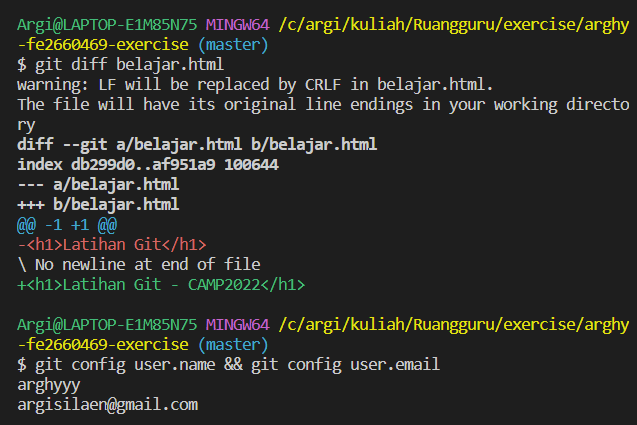 Argi@LAPTOP-E1M85N75 MINGW64 /c/argi/kuliah/Ruangguru/exercise/arghy
-fe2660469-exercise (master)
$ git diff belajar.html
warning: LF will be replaced by CRLF in belajar.html.
The file will have its original line endings in your working directo
ry
diff --git a/belajar.html b/belajar.html
index db299d0..af951a9 100644
--- a/belajar.html
+++ b/belajar.html
@@ -1 +1 @@
-<h1>Latihan Git</h1>
\ No newline at end of file
+<h1>Latihan Git - CAMP2022</h1>
Argi@LAPTOP-E1M85N75 MINGW64 /c/argi/kuliah/Ruangguru/exercise/arghy
-fe2660469-exercise (master)
$ git config user.name && git config user.email
arghyyy
argisilaen@gmail.com